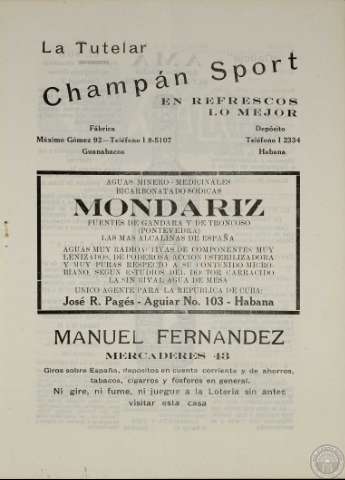 La Tutelar
Champán Sport
EN REFRESCOS
LO MEJOR
Fábrica
Máximo Gómez 92—Teléfono I 8-5107
Guanabacoa
Depósito
Teléfono I 2334
Habana
AGUAS MINERO-MEDICINALES
BICARBONATADO SÓDICAS
MONDARIZ
FUENTES DE GANDARA Y DE TRONCOSO
(PONTEVEDRA)
LAS MAS ALCALINAS DE ESPAÑA
AGUAS MUY RADIOACTIVAS DE COMPONENTES MUY
IENIZADOS, DE PODEROSA ACCION ESTERILIZADORA
Y MUY PURAS RESPECTO A SU CONTENIDO MICRO-
BIANO, SEGUN ESTUDIOS DEL DOCTOR CARRACIDO
LA SIN RIVAL AGUA DE MESA
UNICO AGENTE PARA LA REPUBLICA DE CUBA:
José R. Pagés - Aguiar No. 103 - Habana
MANUEL FERNANDEZ
MERCADERES 43
Giros sobre España, depósitos en cuenta corriente y de ahorros,
tabacos, cigarros y fósforos en general.
Ni gire, ni fume, ni juegue a la Lotería sin antes
visitar esta casa